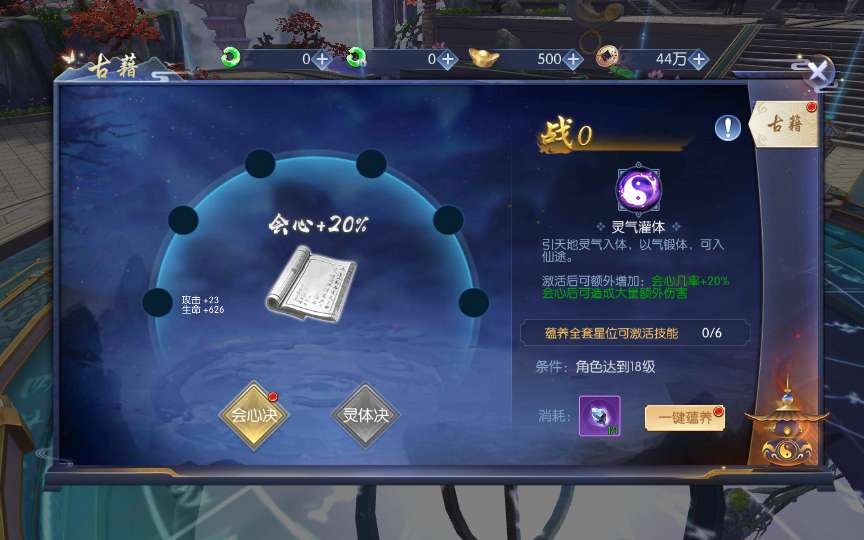 古籍
0
0
500
44万
战0
古籍
会心+20%
灵气灌体
引天地灵气入体，以气锻体，可入
仙途。
激活后可额外增加：会心几率+20%
会心后可造成大量额外伤害
攻击 +23
生命 +626
蕴养全套星位可激活技能 0/6
条件：角色达到18级
会心决
灵体决
消耗：
1/1
一键蕴养